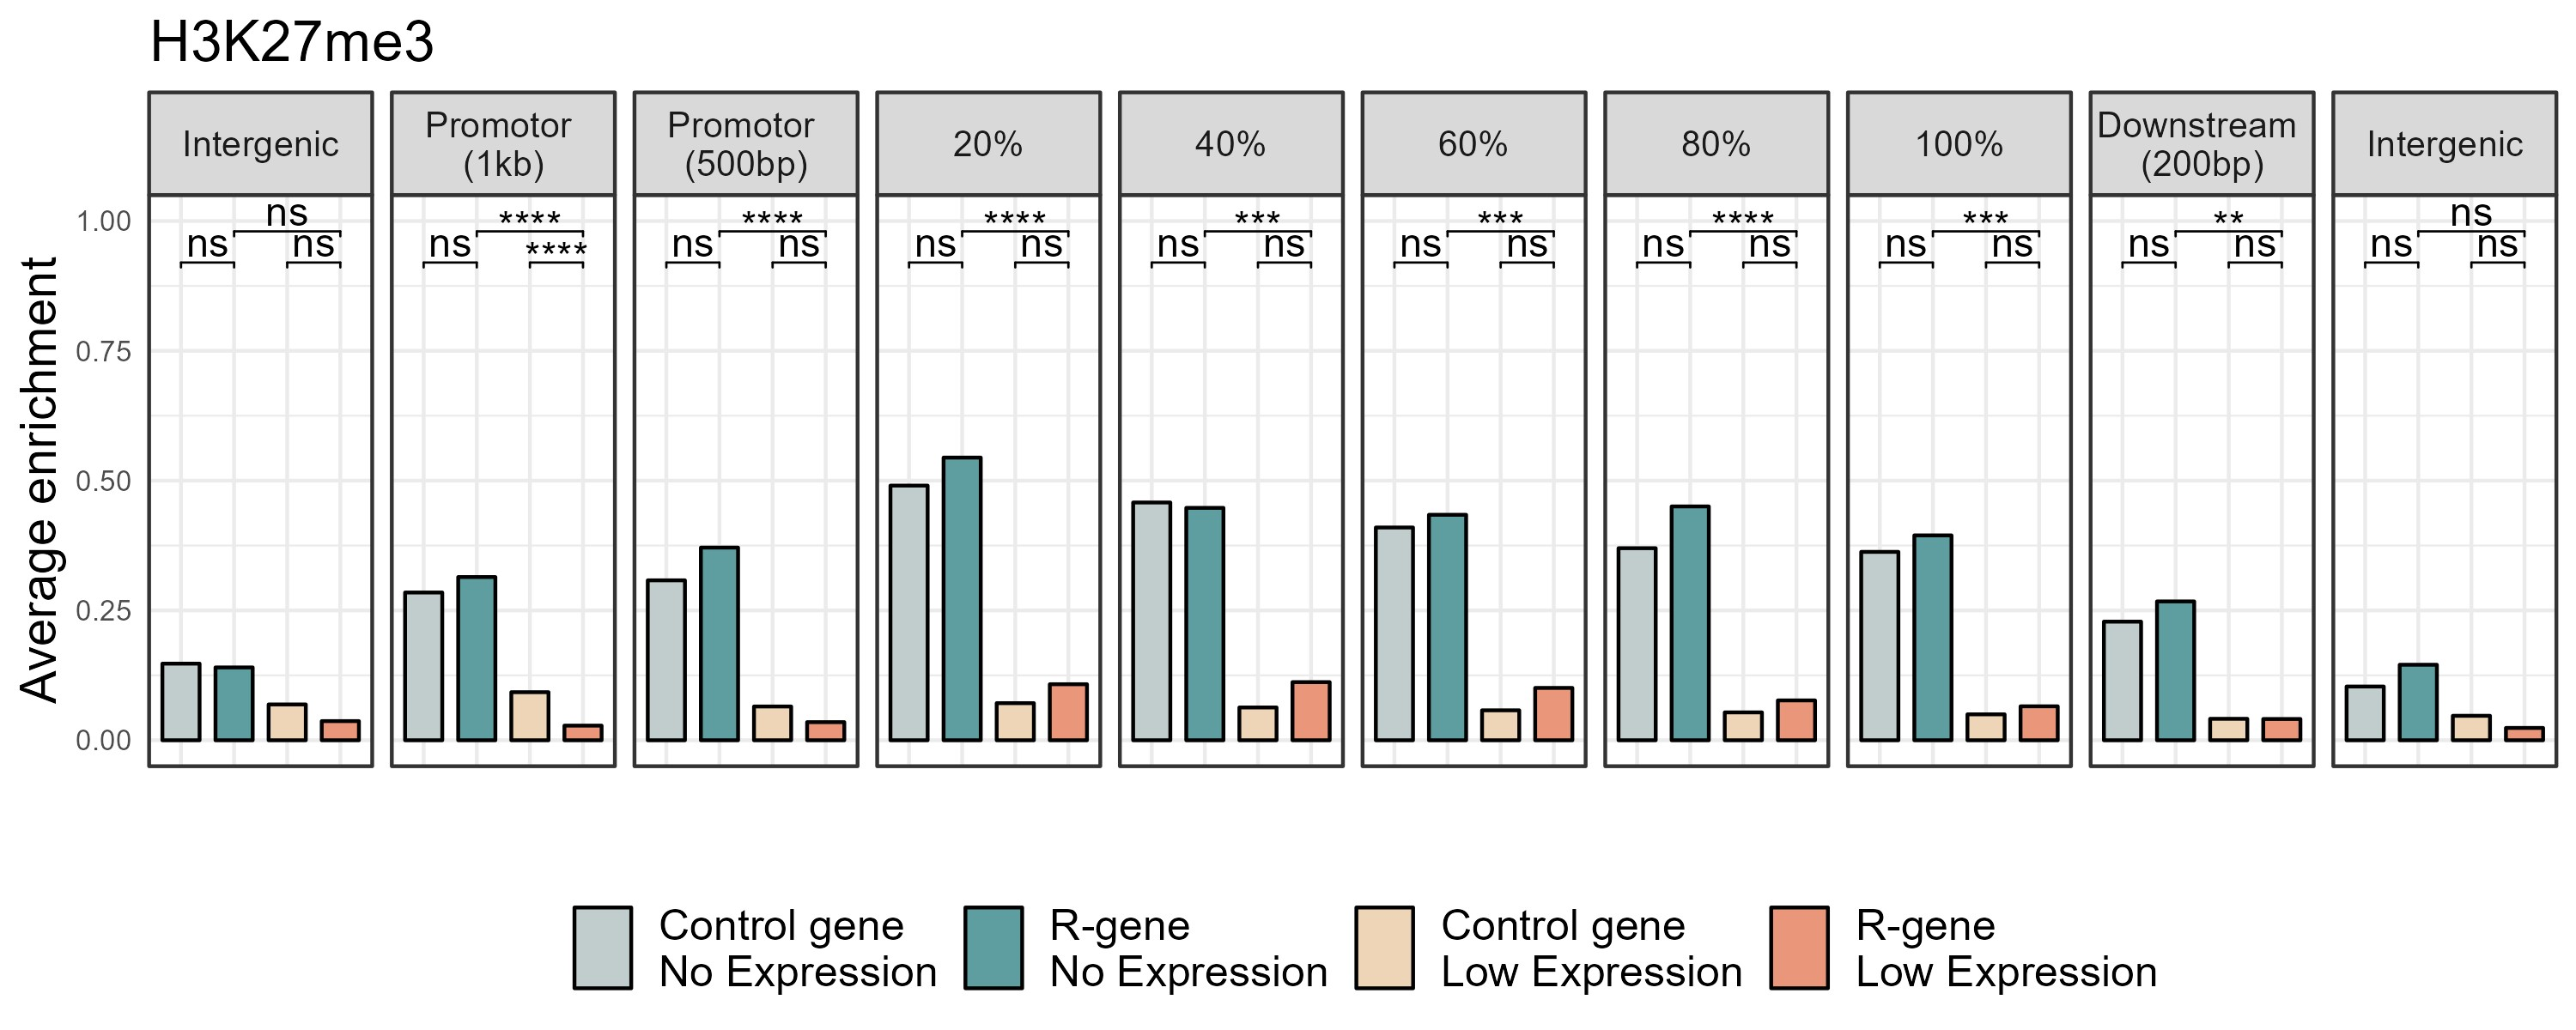 H3K27me3
Intergenic
Promotor
(1kb)
Promotor
(500bp)
20%
40%
60%
80%
100%
Downstream
(200bp)
Intergenic
Average enrichment
1.00
0.75
0.50
0.25
0.00
ns
ns
ns
****
ns
****
****
ns
ns
****
ns
ns
***
ns
ns
***
ns
ns
****
ns
ns
***
ns
ns
**
ns
ns
ns
ns
ns
Control gene
No Expression
R-gene
No Expression
Control gene
Low Expression
R-gene
Low Expression